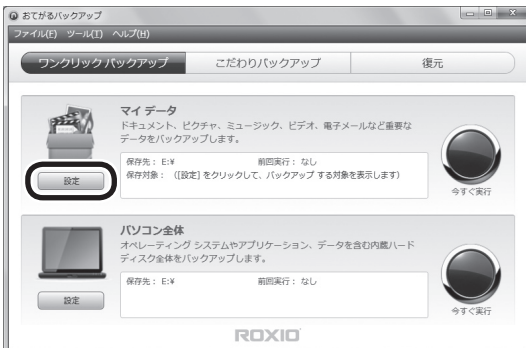 おてがるバックアップ
ファイル(F) ツール(T) ヘルプ(H)
ワンクリック バックアップ こだわりバックアップ 復元
マイ データ
ドキュメント、ピクチャ、ミュージック、ビデオ、電子メールなど重要な
データをバックアップします。
保存先： E:¥ 前回実行： なし
保存対象： （[設定] をクリックして、バックアップ する対象を表示します）
設定
今すぐ実行
パソコン全体
オペレーティング システムやアプリケーション、データを含む内蔵ハード
ディスク全体をバックアップします。
保存先： E:¥ 前回実行： なし
設定
今すぐ実行
ROXIO